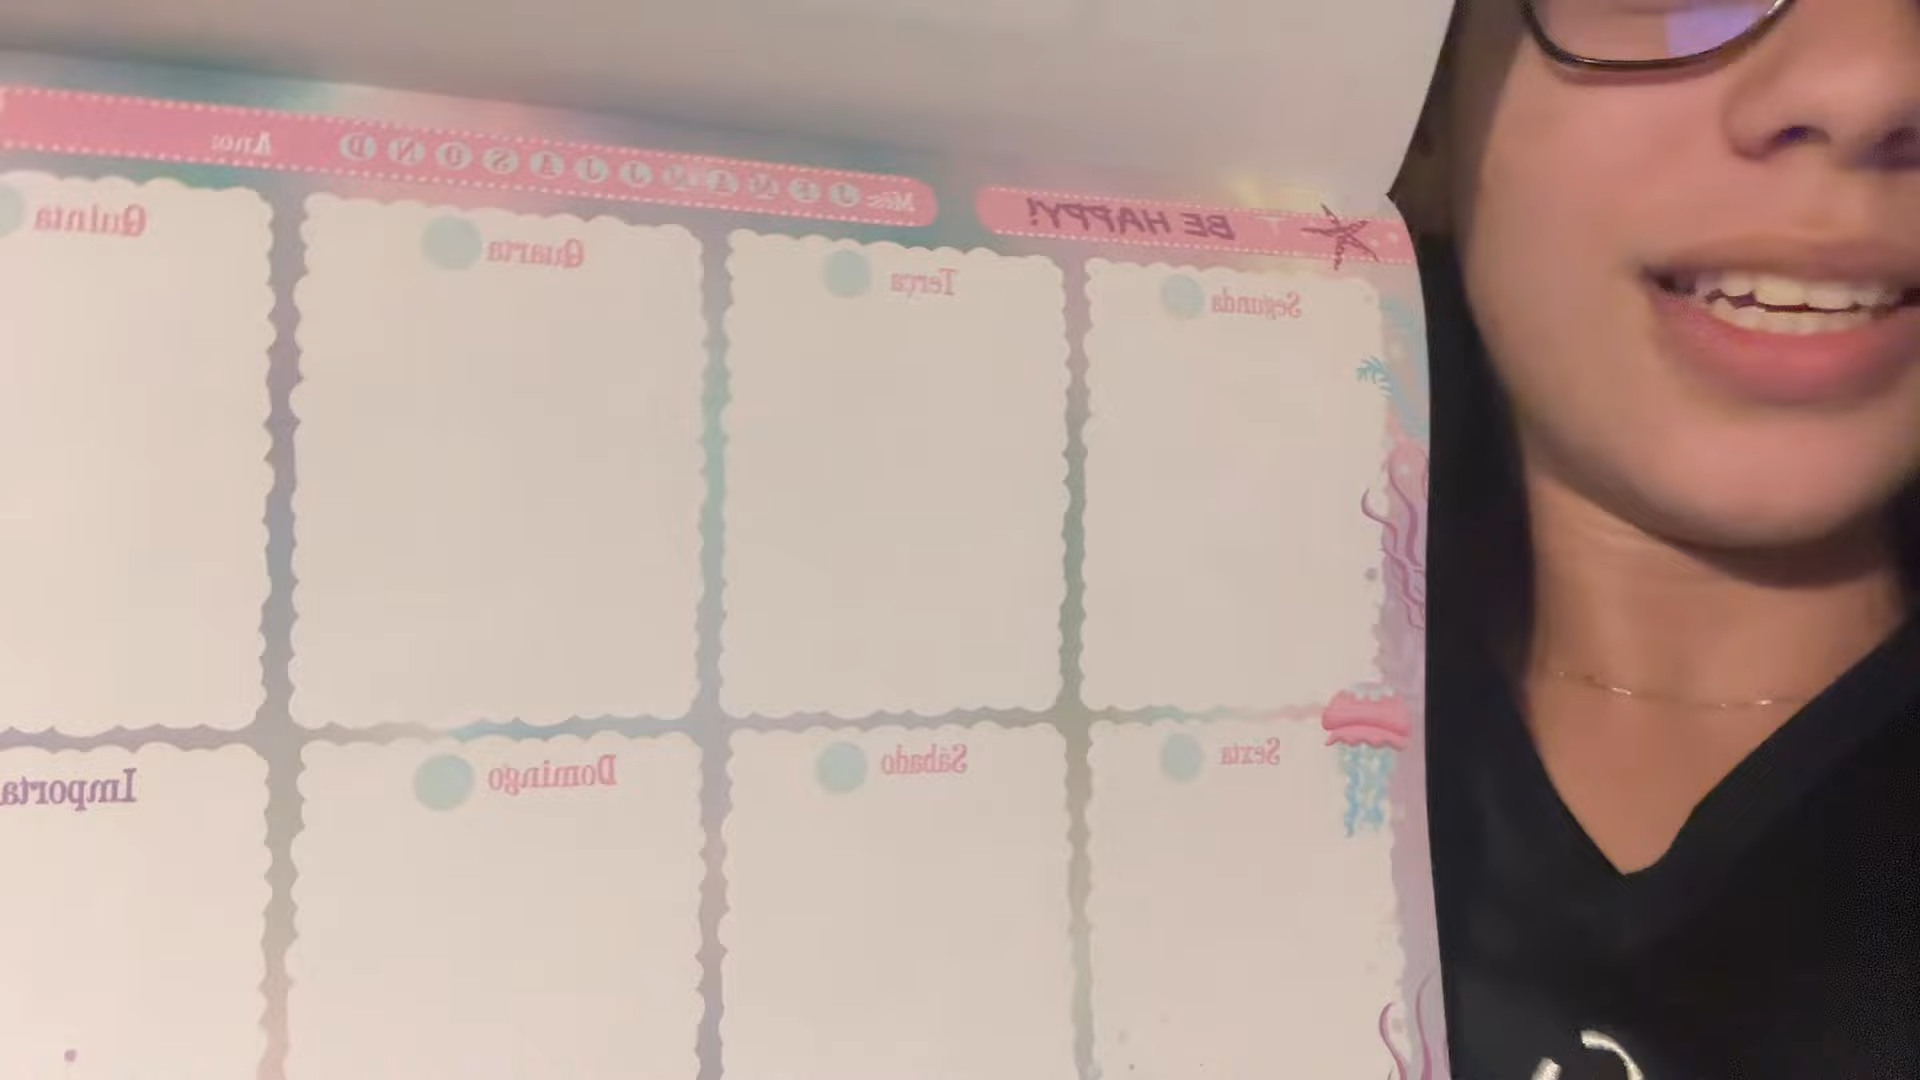 BE HAPPY!
Mês: J F M A M J J A S O N D Ano:
Segunda
Terça
Quarta
Quinta
Sexta
Sábado
Domingo
Importa